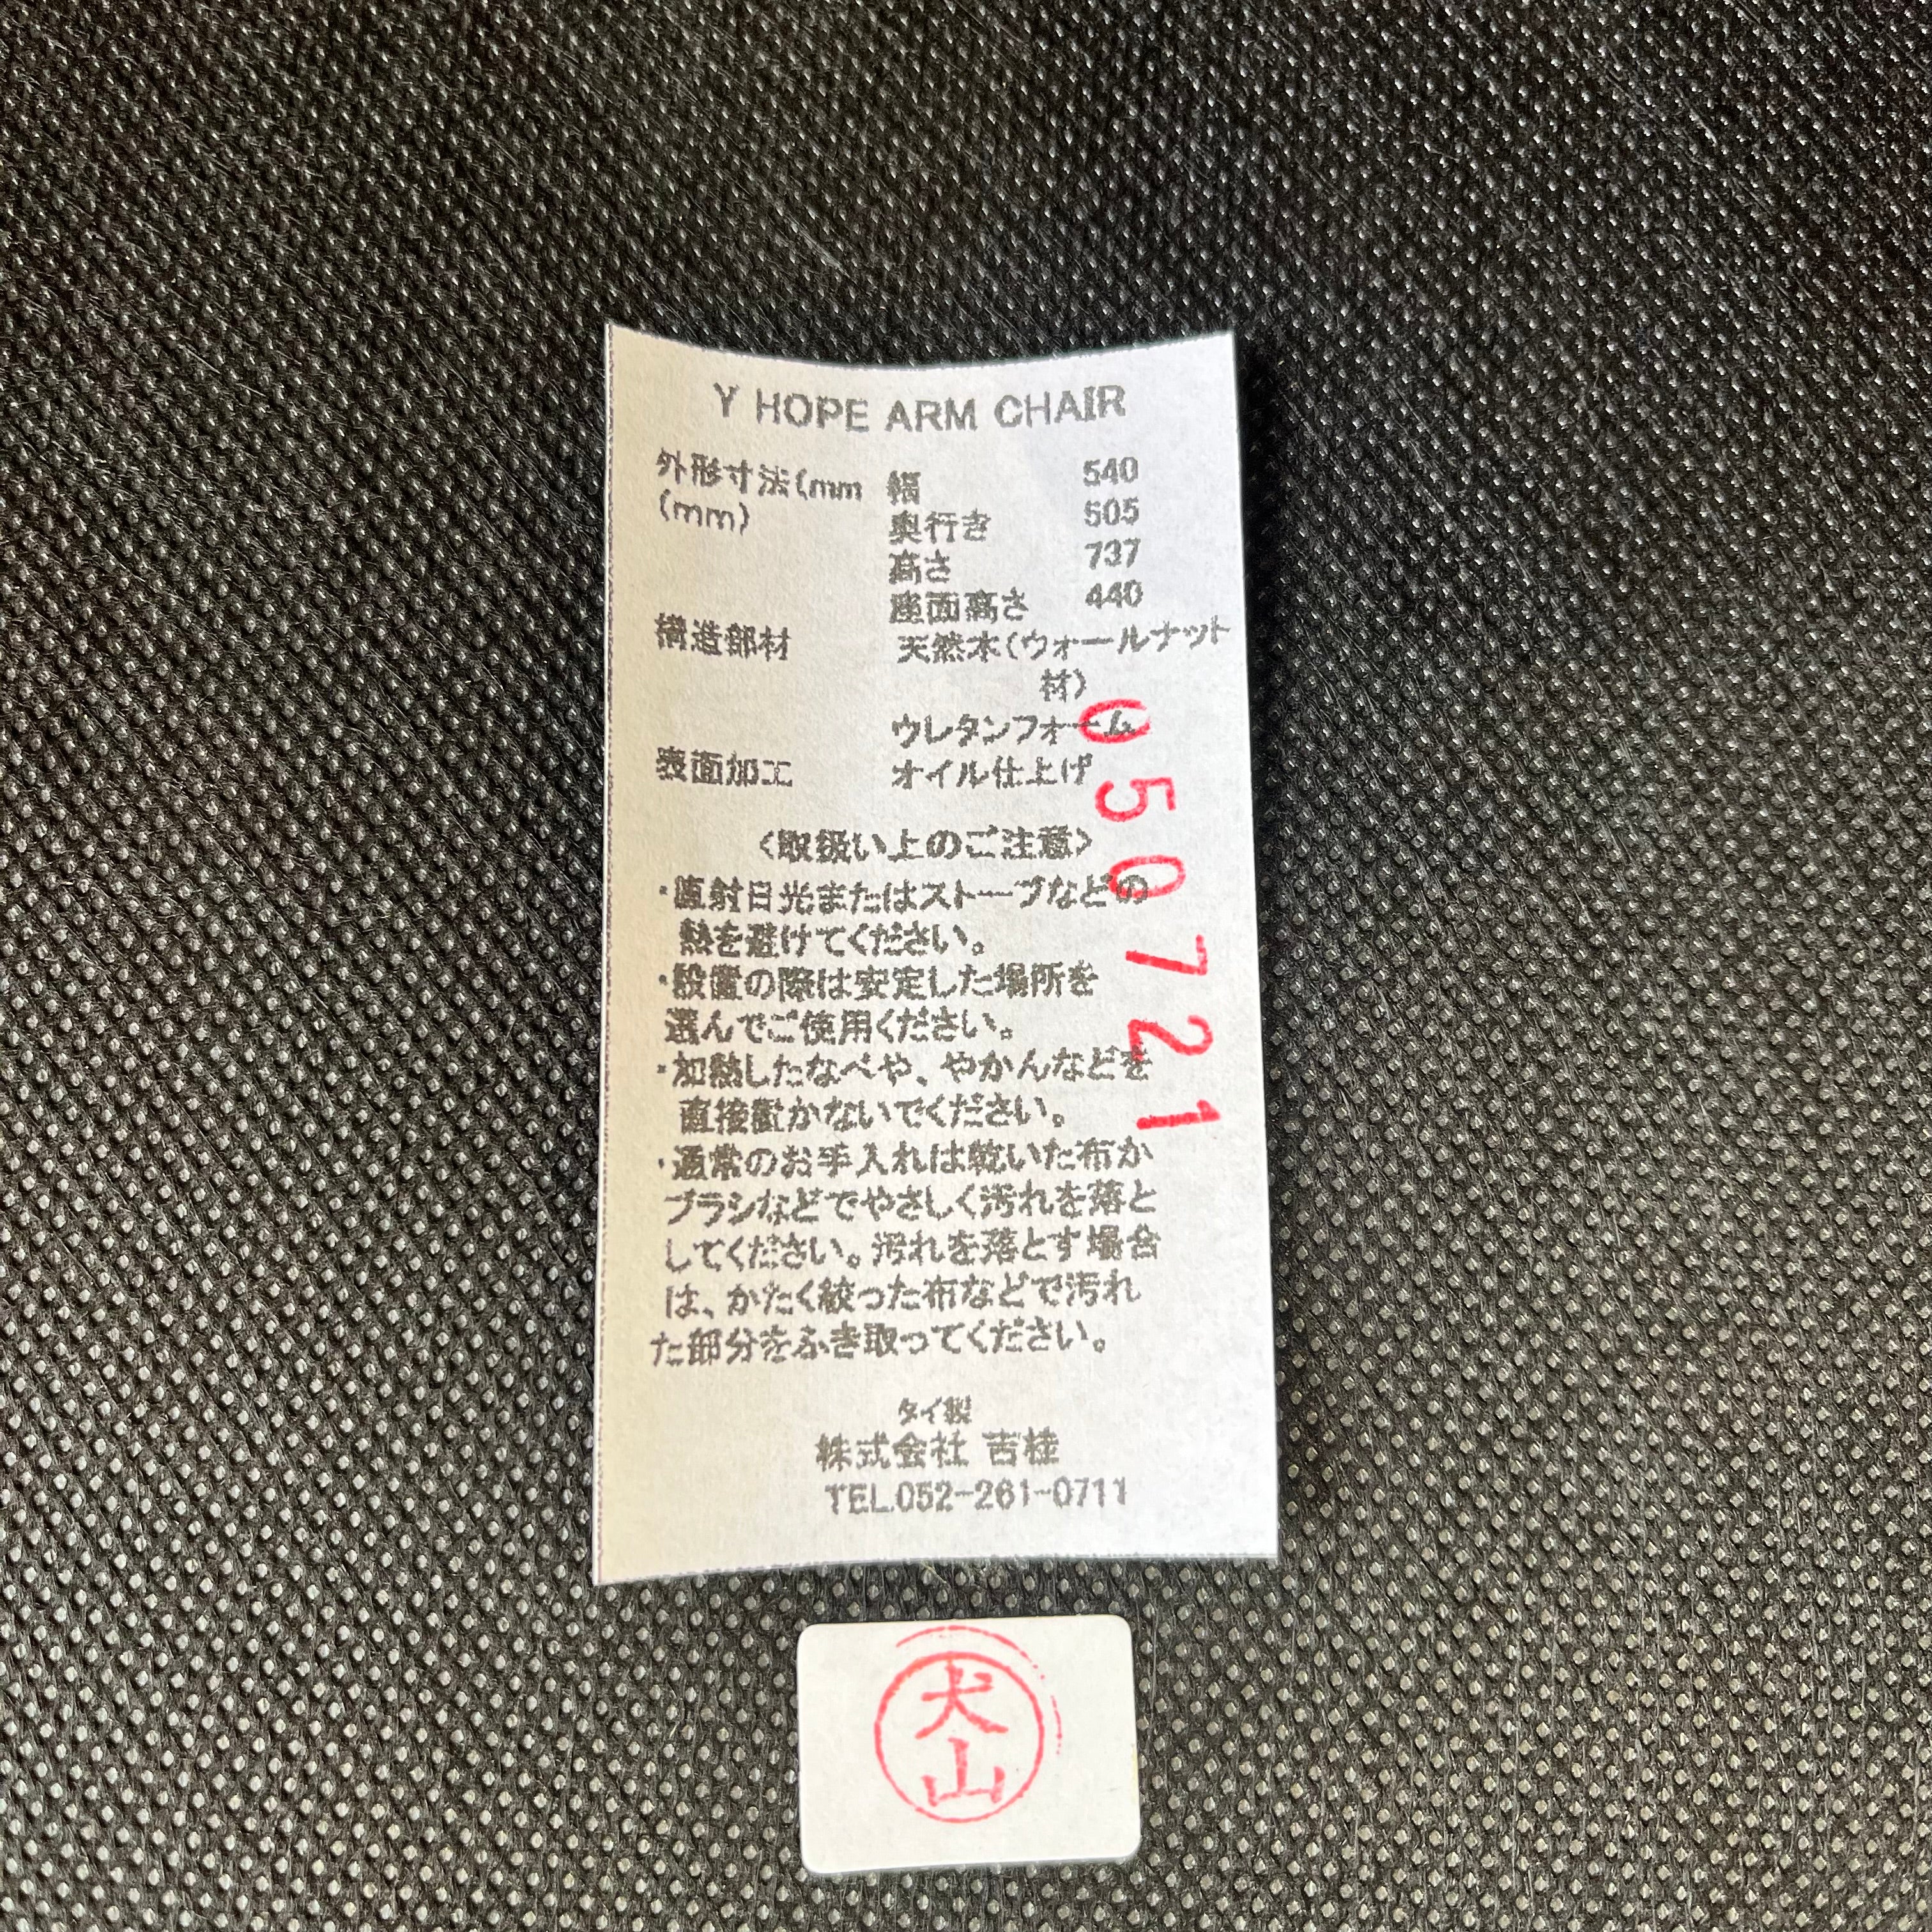 Y HOPE ARM CHAIR
外形寸法(mm 幅 540
(mm) 奥行き 505
高さ 737
座面高さ 440
構造部材 天然木(ウォールナット
材)
ウレタンフォーム
表面加工 オイル仕上げ
<取扱い上のご注意>
・直射日光またはストーブなどの
熱を避けてください。
・設置の際は安定した場所を
選んでご使用ください。
・加熱したなべや、やかんなどを
直接置かないでください。
・通常のお手入れは乾いた布か
ブラシなどでやさしく汚れを落と
してください。汚れを落とす場合
は、かたく絞った布などで汚れ
た部分をふき取ってください。
タイ製
株式会社 吉桂
TEL.052-261-0711
050721
犬山